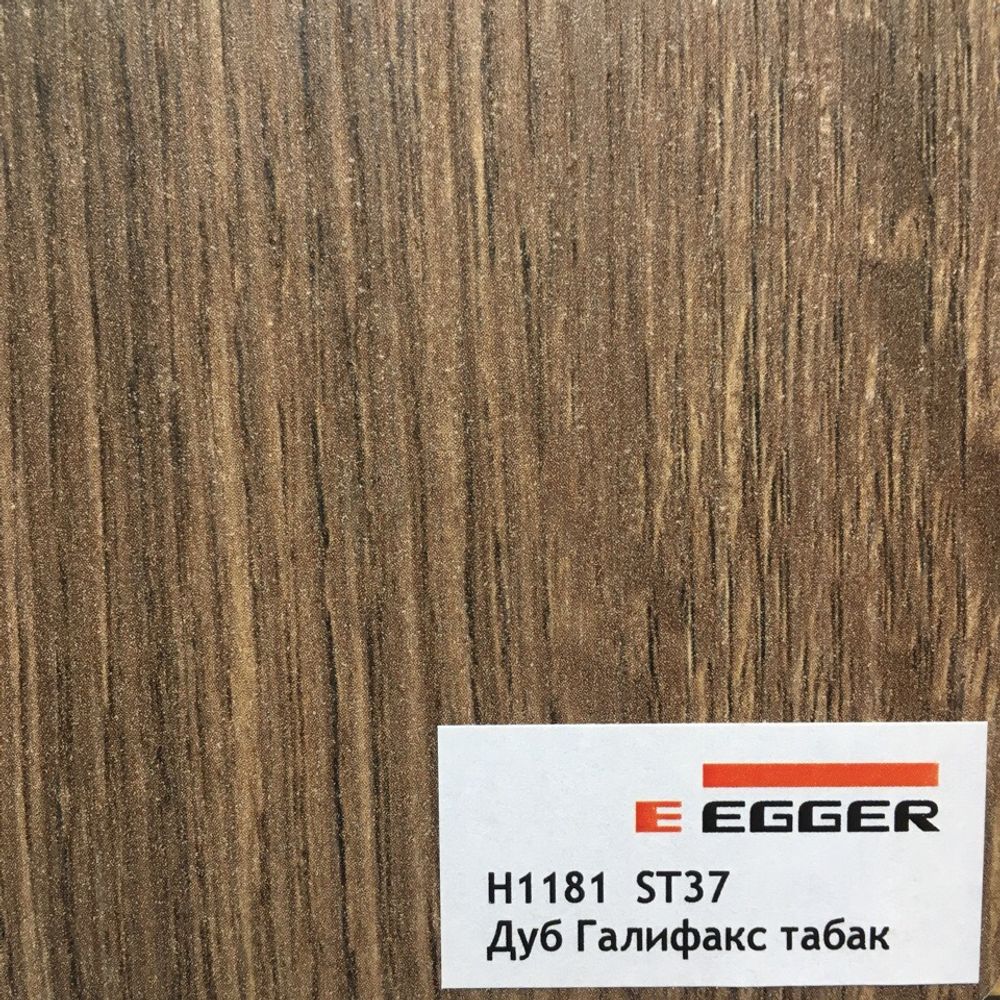 E EGGER
H1181 ST37
Дуб Галифакс табак